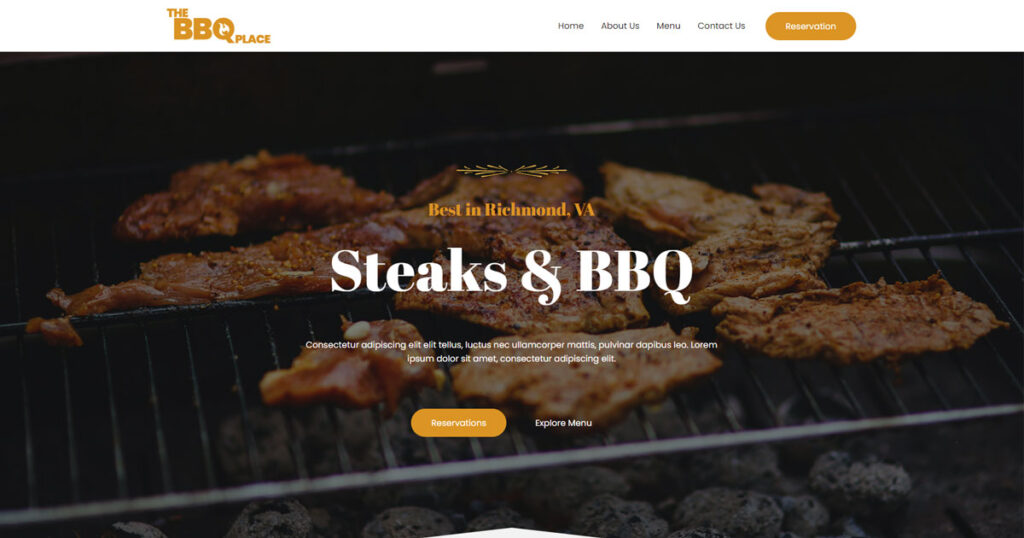 THE
BBQ
PLACE
Home About Us Menu Contact Us Reservation
Best in Richmond, VA
Steaks & BBQ
Consectetur adipiscing elit elit tellus, luctus nec ullamcorper mattis, pulvinar dapibus leo. Lorem
ipsum dolor sit amet, consectetur adipiscing elit.
Reservations Explore Menu